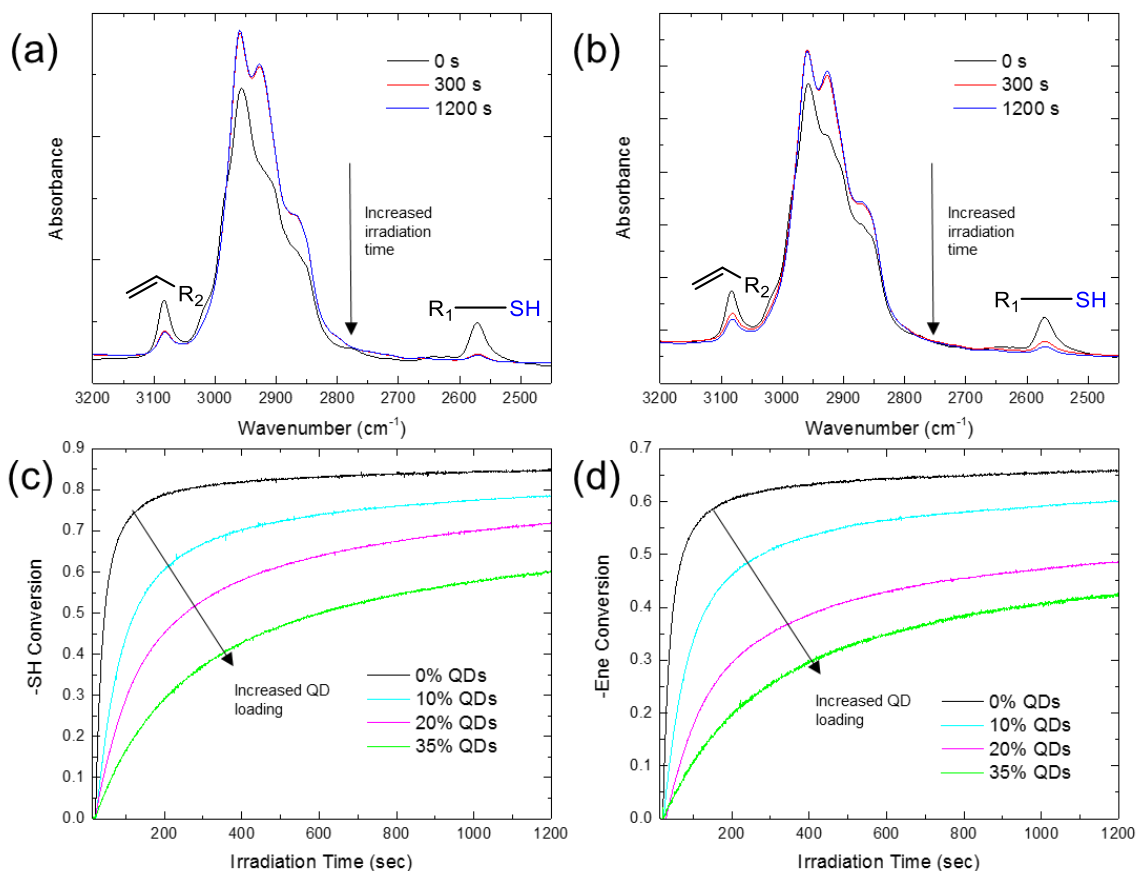 (a)
0 s
300 s
1200 s
Increased
irradiation
time
R2
R1
SH
Absorbance
3200 3100 3000 2900 2800 2700 2600 2500
Wavenumber (cm⁻¹)
(b)
0 s
300 s
1200 s
Increased
irradiation
time
R2
R1
SH
Absorbance
3200 3100 3000 2900 2800 2700 2600 2500
Wavenumber (cm⁻¹)
(c)
0.9
0.8
0.7
0.6
0.5
0.4
0.3
0.2
0.1
0.0
-SH Conversion
Increased QD
loading
0% QDs
10% QDs
20% QDs
35% QDs
200 400 600 800 1000 1200
Irradiation Time (sec)
(d)
0.7
0.6
0.5
0.4
0.3
0.2
0.1
0.0
-Ene Conversion
Increased QD
loading
0% QDs
10% QDs
20% QDs
35% QDs
200 400 600 800 1000 1200
Irradiation Time (sec)